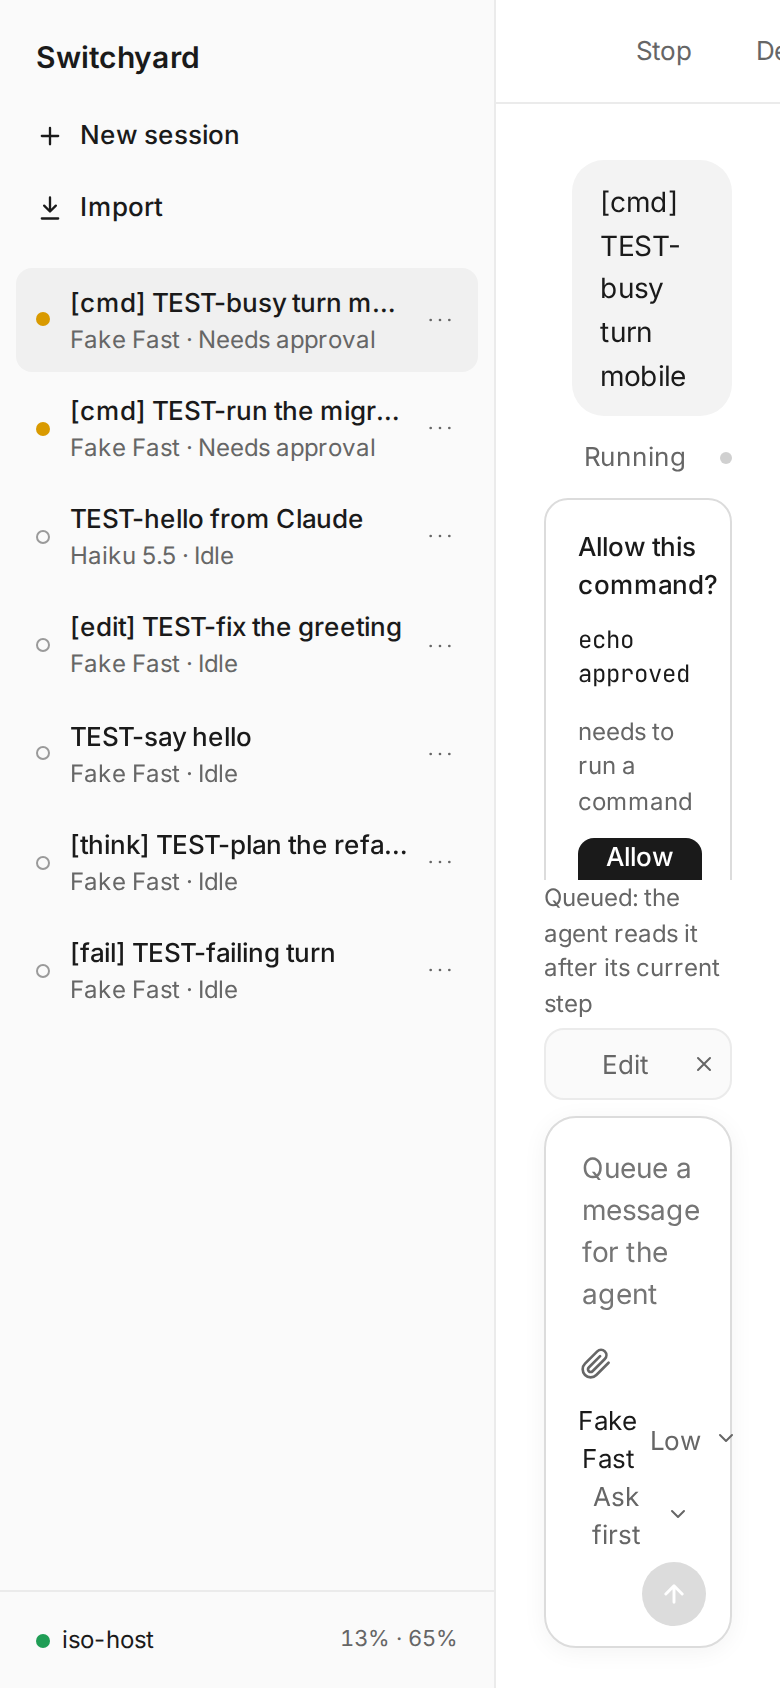 Switchyard
New session
Import
[cmd] TEST-busy turn m...
Fake Fast · Needs approval
[cmd] TEST-run the migr...
Fake Fast · Needs approval
TEST-hello from Claude
Haiku 5.5 · Idle
[edit] TEST-fix the greeting
Fake Fast · Idle
TEST-say hello
Fake Fast · Idle
[think] TEST-plan the refa...
Fake Fast · Idle
[fail] TEST-failing turn
Fake Fast · Idle
iso-host 13% · 65%
Stop De
[cmd]
TEST-
busy
turn
mobile
Running
Allow this
command?
echo
approved
needs to
run a
command
Allow
Queued: the
agent reads it
after its current
step
Edit
Queue a
message
for the
agent
Fake
Fast
Low
Ask
first